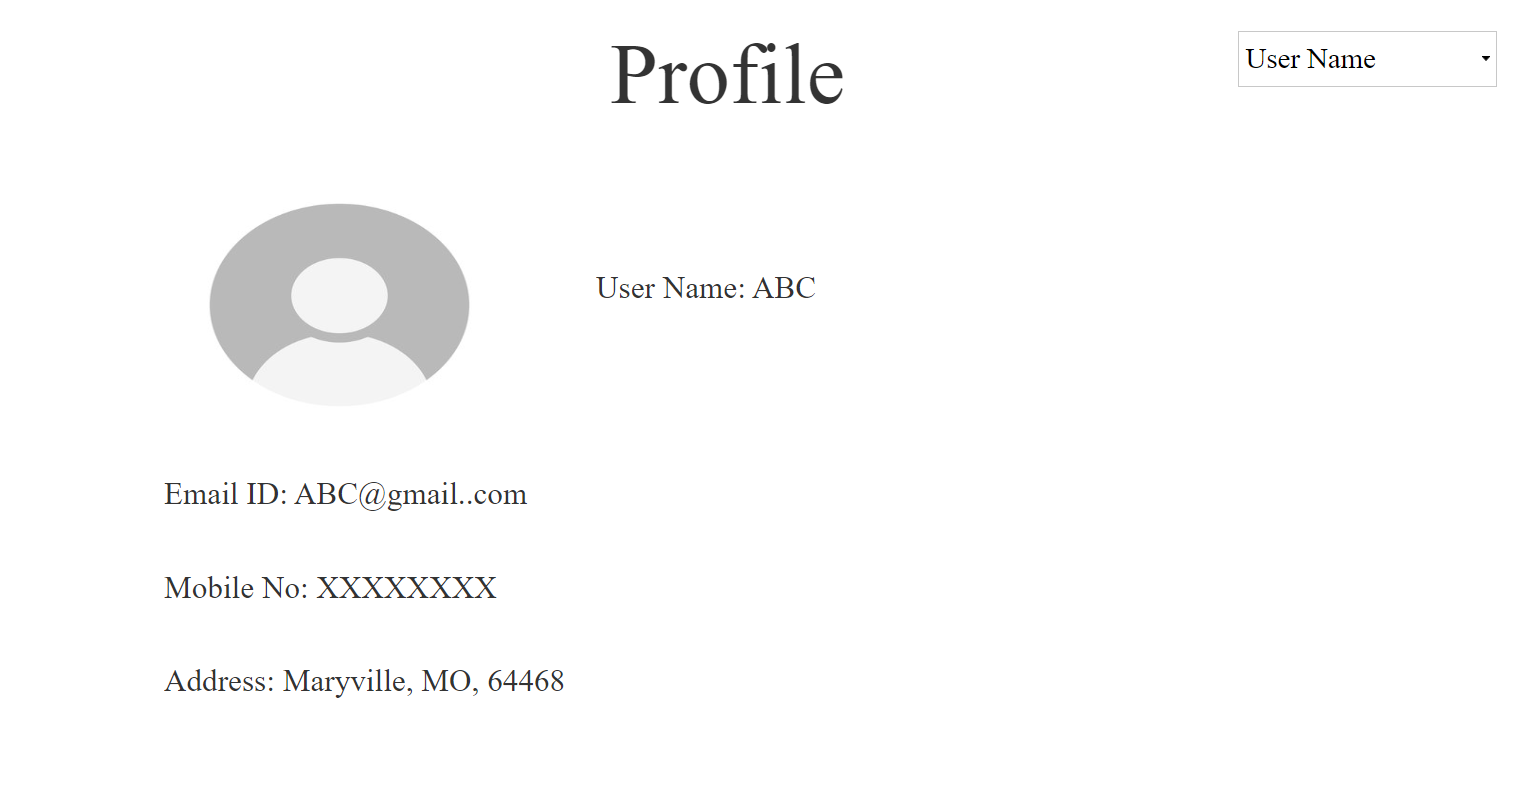 Profile
User Name
User Name: ABC
Email ID: ABC@gmail..com
Mobile No: XXXXXXXX
Address: Maryville, MO, 64468